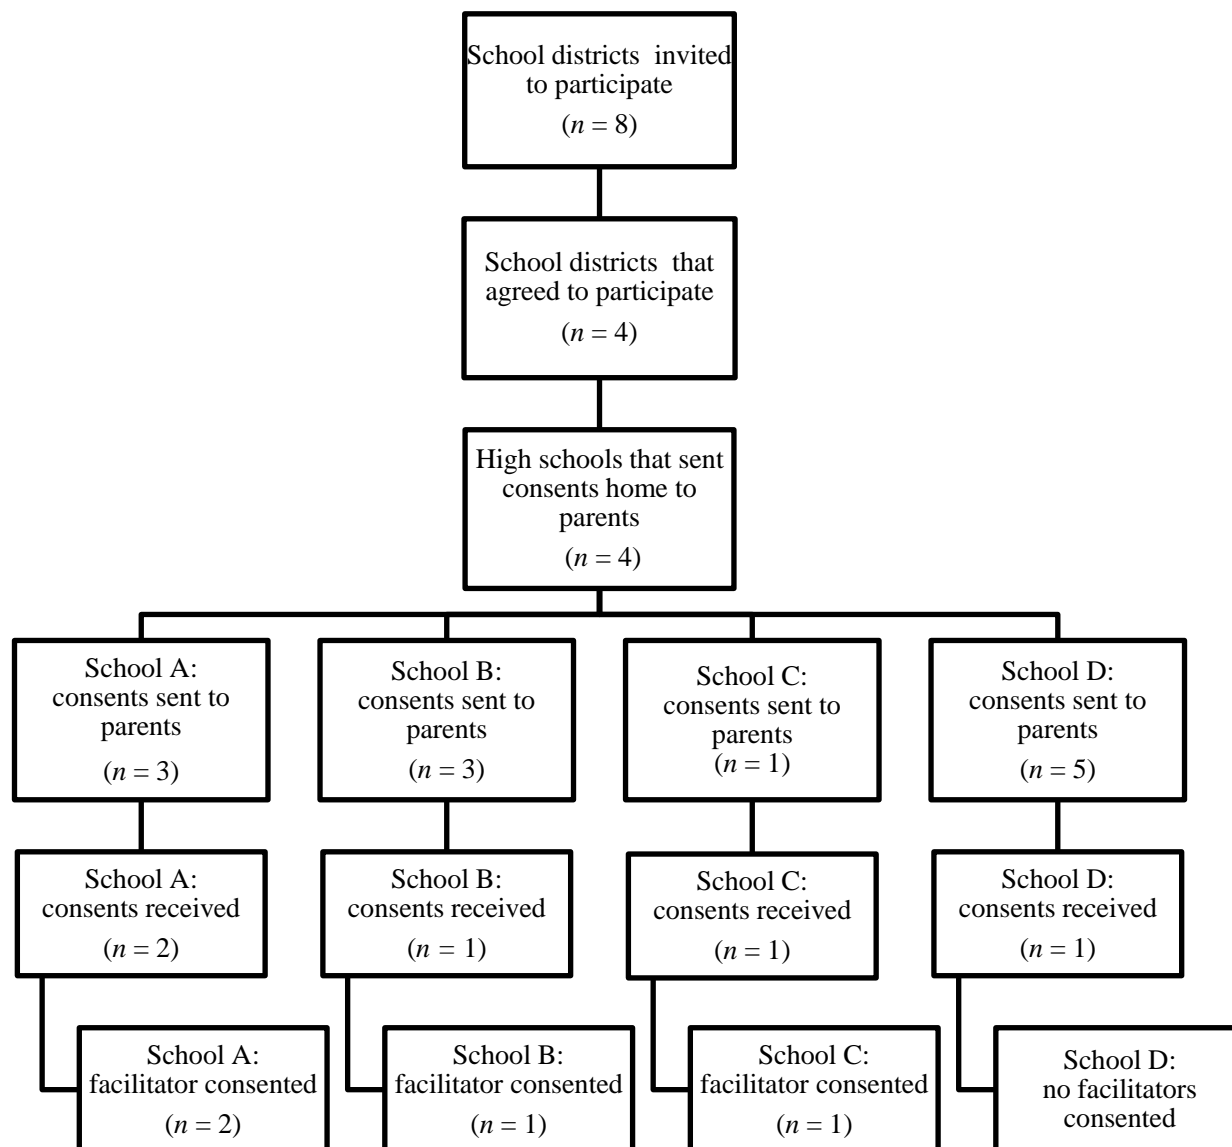 School districts invited
to participate
(n = 8)
School districts that
agreed to participate
(n = 4)
High schools that sent
consents home to
parents
(n = 4)
School A:
consents sent to
parents
(n = 3)
School B:
consents sent to
parents
(n = 3)
School C:
consents sent to
parents
(n = 1)
School D:
consents sent to
parents
(n = 5)
School A:
consents received
(n = 2)
School B:
consents received
(n = 1)
School C:
consents received
(n = 1)
School D:
consents received
(n = 1)
School A:
facilitator consented
(n = 2)
School B:
facilitator consented
(n = 1)
School C:
facilitator consented
(n = 1)
School D:
no facilitators
consented